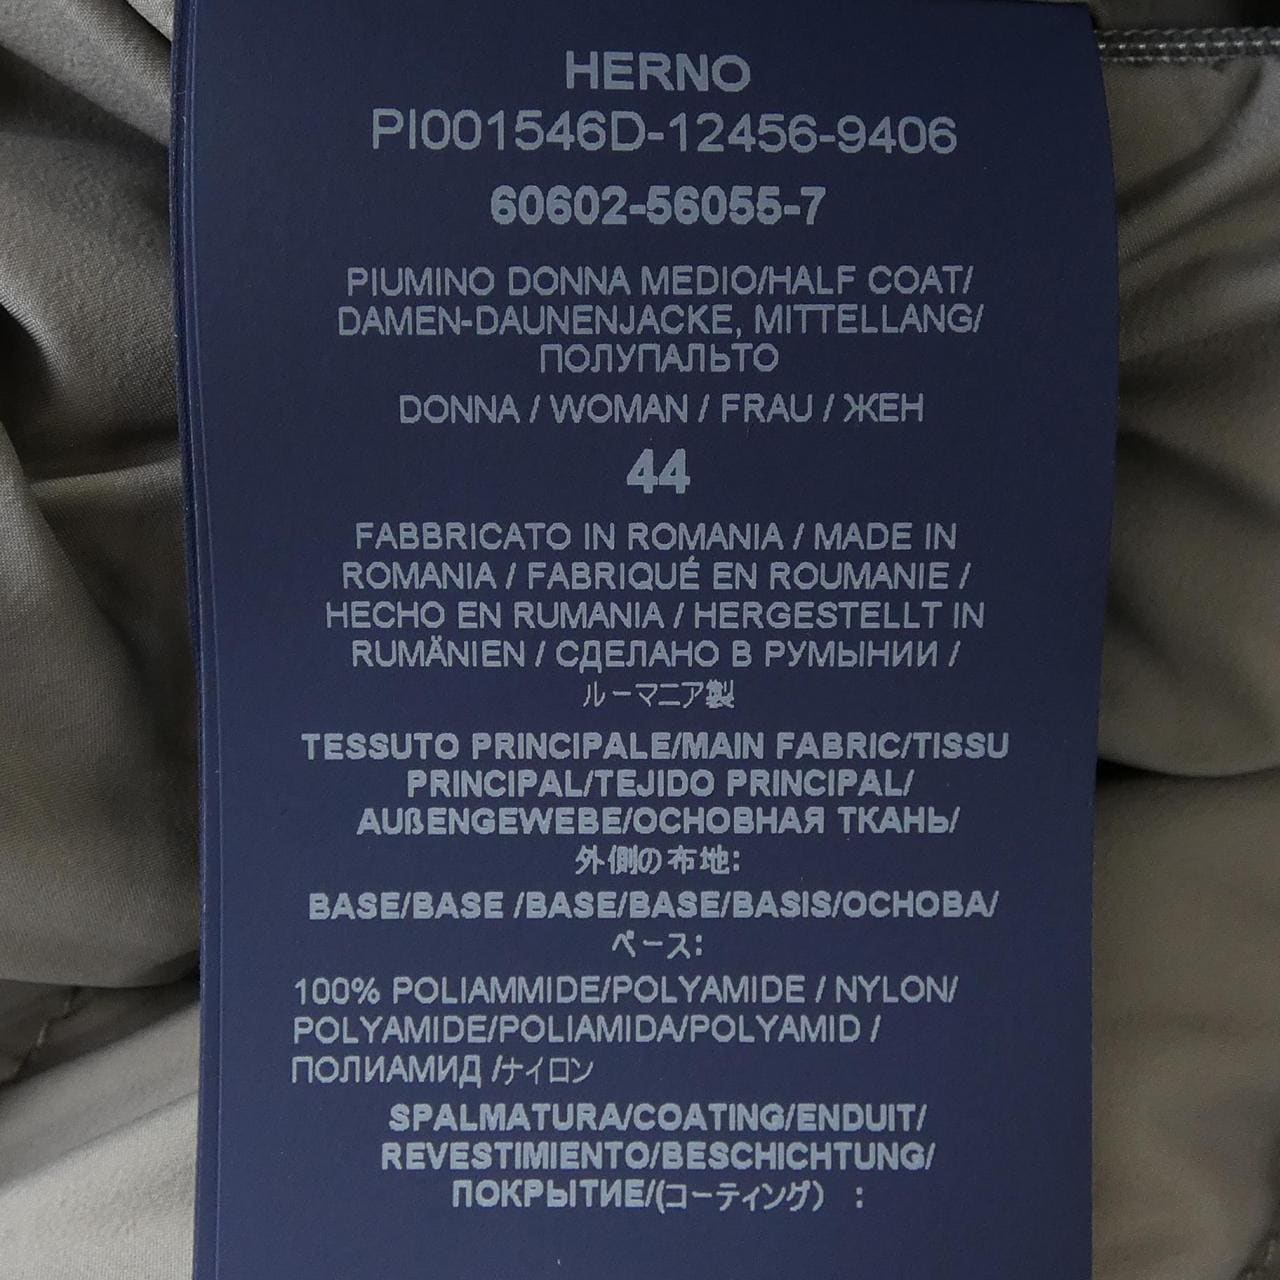 HERNO
PI001546D-12456-9406
60602-56055-7
PIUMINO DONNA MEDIO/HALF COAT/
DAMEN-DAUNENJACKE, MITTELLANG/
ПОЛУПАЛЬТО
DONNA / WOMAN / FRAU / ЖЕН
44
FABBRICATO IN ROMANIA / MADE IN
ROMANIA / FABRIQUÉ EN ROUMANIE /
HECHO EN RUMANIA / HERGESTELLT IN
RUMÄNIEN / СДЕЛАНО В РУМЫНИИ /
ルーマニア製
TESSUTO PRINCIPALE/MAIN FABRIC/TISSU
PRINCIPAL/TEJIDO PRINCIPAL/
AUßENGEWEBE/ОСНОВНАЯ ТКАНЬ/
外側の布地:
BASE/BASE /BASE/BASE/BASIS/ОСНОВА/
ベース:
100% POLIAMMIDE/POLYAMIDE / NYLON/
POLYAMIDE/POLIAMIDA/POLYAMID /
ПОЛИАМИД /ナイロン
SPALMATURA/COATING/ENDUIT/
REVESTIMIENTO/BESCHICHTUNG/
ПОКРЫТИЕ/(コーティング） :